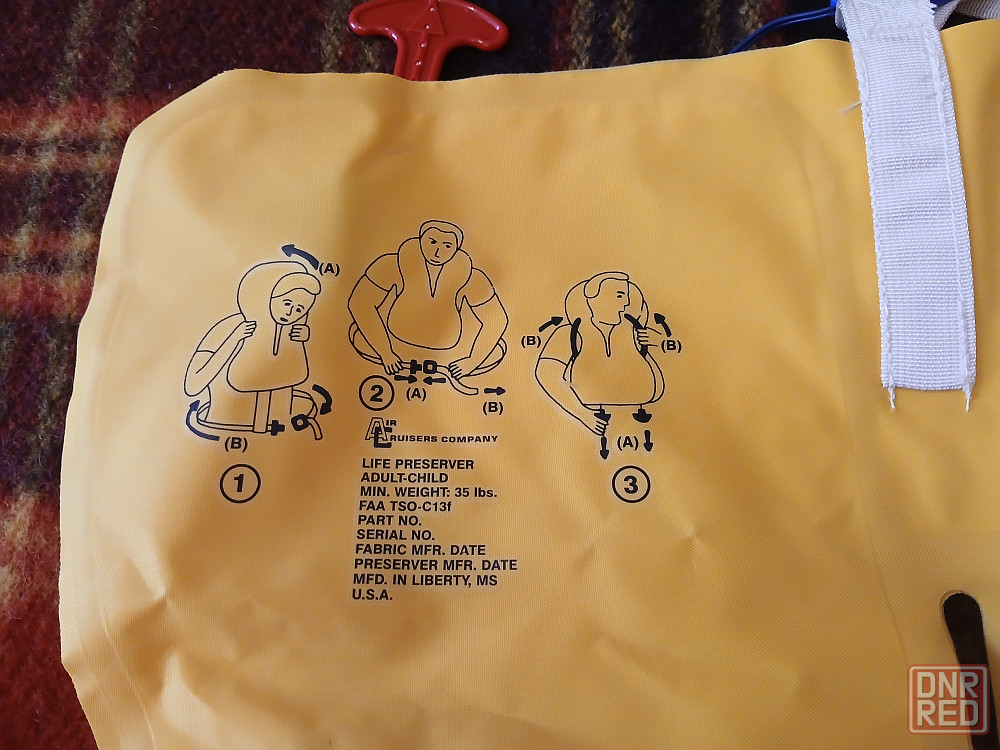 (A)
(B)
1
2
(A)
(B)
AIR
CRUISERS COMPANY
LIFE PRESERVER
ADULT-CHILD
MIN. WEIGHT: 35 lbs.
FAA TSO-C13f
PART NO.
SERIAL NO.
FABRIC MFR. DATE
PRESERVER MFR. DATE
MFD. IN LIBERTY, MS
U.S.A.
(B)
(B)
(A)
3
DNR
RED